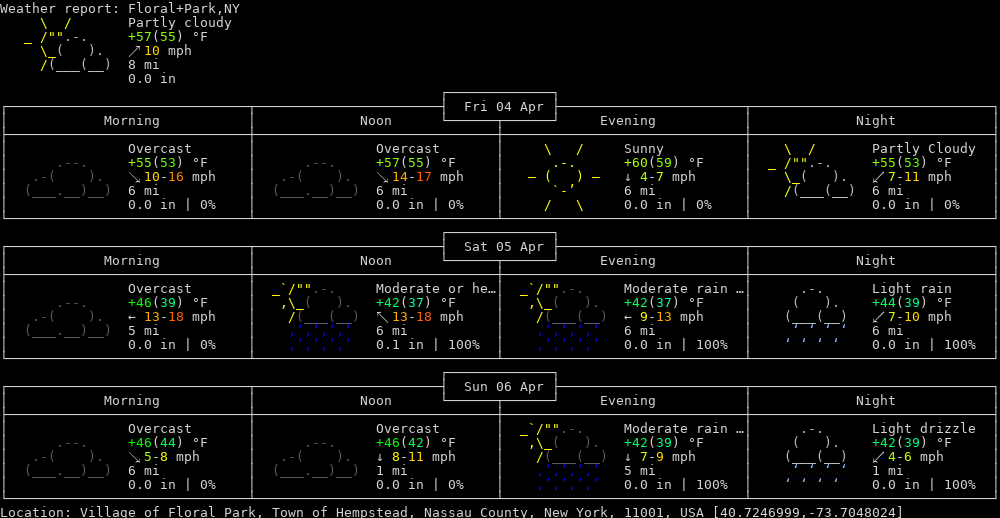 Weather report: Floral+Park,NY
Partly cloudy
+57(55) °F
↗ 10 mph
8 mi
0.0 in
Fri 04 Apr
Morning Noon Evening Night
Overcast Overcast Sunny Partly Cloudy
+55(53) °F +57(55) °F +60(59) °F +55(53) °F
↘ 10-16 mph ↘ 14-17 mph ↓ 4-7 mph ↙ 7-11 mph
6 mi 6 mi 6 mi 6 mi
0.0 in | 0% 0.0 in | 0% 0.0 in | 0% 0.0 in | 0%
Sat 05 Apr
Morning Noon Evening Night
Overcast Moderate or he… Moderate rain … Light rain
+46(39) °F +42(37) °F +42(37) °F +44(39) °F
← 13-18 mph ↖ 13-18 mph ← 9-13 mph ↙ 7-10 mph
5 mi 6 mi 6 mi 6 mi
0.0 in | 0% 0.1 in | 100% 0.0 in | 100% 0.0 in | 100%
Sun 06 Apr
Morning Noon Evening Night
Overcast Overcast Moderate rain … Light drizzle
+46(44) °F +46(42) °F +42(39) °F +42(39) °F
↘ 5-8 mph ↓ 8-11 mph ↓ 7-9 mph ↙ 4-6 mph
6 mi 1 mi 5 mi 1 mi
0.0 in | 0% 0.0 in | 0% 0.0 in | 100% 0.0 in | 100%
Location: Village of Floral Park, Town of Hempstead, Nassau County, New York, 11001, USA [40.7246999,-73.7048024]